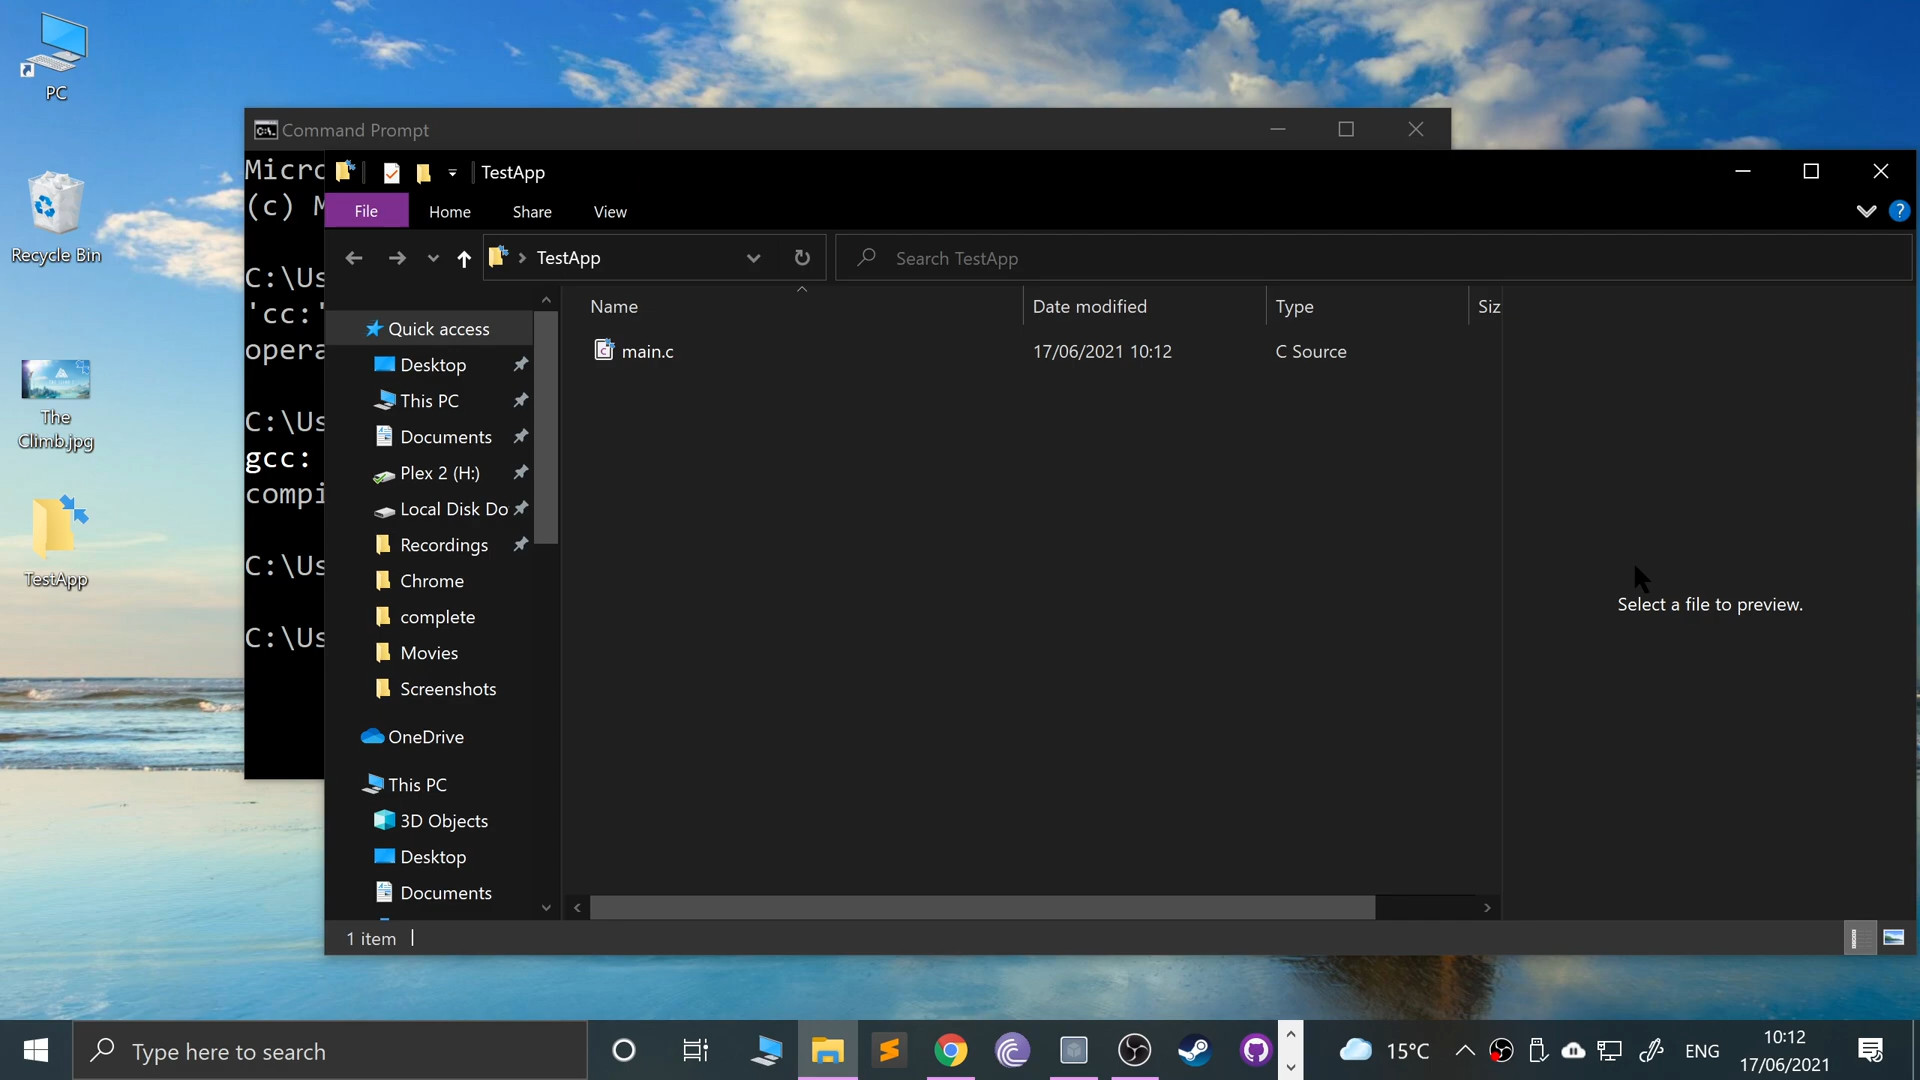 PC
Recycle Bin
The
Climb.jpg
TestApp
Command Prompt
Micro
(c) M
C:\Us
'cc:'
opera
C:\Us
gcc:
compi
C:\Us
C:\Us
TestApp
File Home Share View
?
TestApp
Search TestApp
Name Date modified Type Siz
main.c 17/06/2021 10:12 C Source
Quick access
Desktop
This PC
Documents
Plex 2 (H:)
Local Disk Do
Recordings
Chrome
complete
Movies
Screenshots
OneDrive
This PC
3D Objects
Desktop
Documents
Select a file to preview.
1 item
Type here to search
15°C
ENG
10:12
17/06/2021